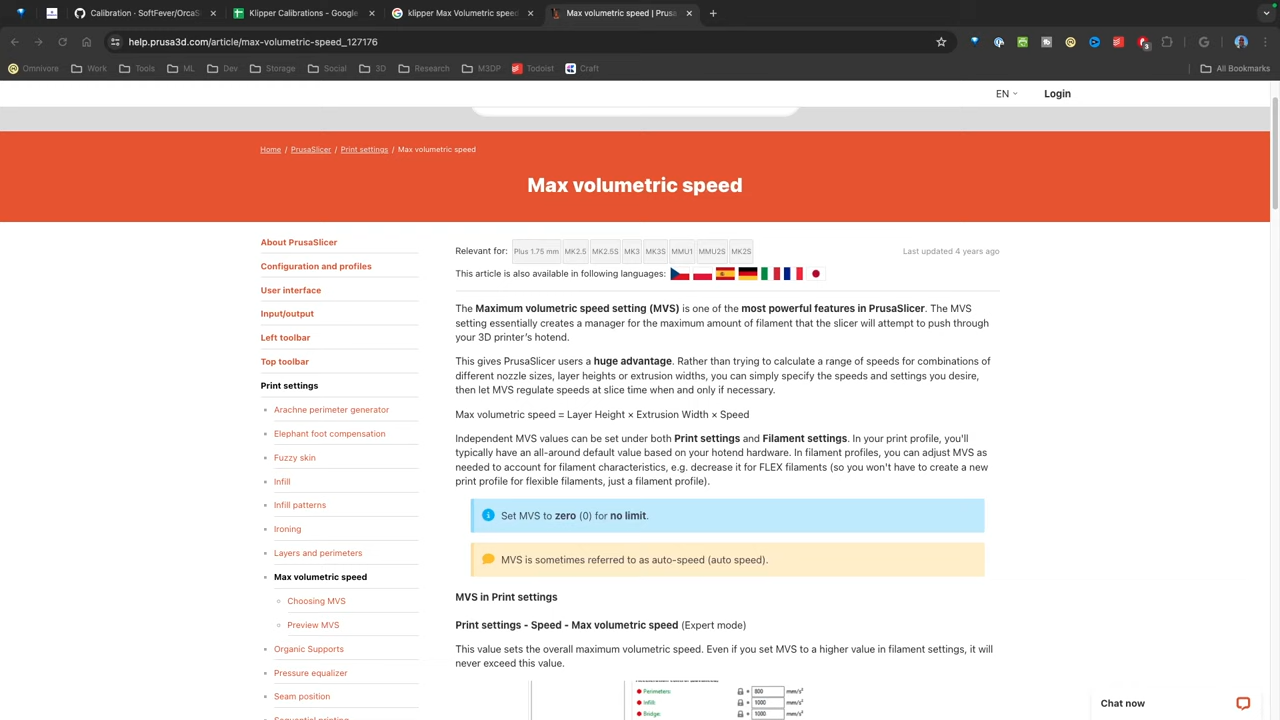 Calibration · SoftFever/OrcaS
Klipper Calibrations - Google
klipper Max Volumetric speed
Max volumetric speed | Prusa
help.prusa3d.com/article/max-volumetric-speed_127176
3
Omnivore
Work
Tools
ML
Dev
Storage
Social
3D
Research
M3DP
Todoist
Craft
All Bookmarks
EN
Login
Home / PrusaSlicer / Print settings / Max volumetric speed
Max volumetric speed
About PrusaSlicer
Configuration and profiles
User interface
Input/output
Left toolbar
Top toolbar
Print settings
Arachne perimeter generator
Elephant foot compensation
Fuzzy skin
Infill
Infill patterns
Ironing
Layers and perimeters
Max volumetric speed
Choosing MVS
Preview MVS
Organic Supports
Pressure equalizer
Seam position
Sequential printing
Relevant for: Plus 1.75 mm MK2.5 MK2.5S MK3 MK3S MMU1 MMU2S MK2S
Last updated 4 years ago
This article is also available in following languages:
The Maximum volumetric speed setting (MVS) is one of the most powerful features in PrusaSlicer. The MVS
setting essentially creates a manager for the maximum amount of filament that the slicer will attempt to push through
your 3D printer's hotend.
This gives PrusaSlicer users a huge advantage. Rather than trying to calculate a range of speeds for combinations of
different nozzle sizes, layer heights or extrusion widths, you can simply specify the speeds and settings you desire,
then let MVS regulate speeds at slice time when and only if necessary.
Max volumetric speed = Layer Height × Extrusion Width × Speed
Independent MVS values can be set under both Print settings and Filament settings. In your print profile, you'll
typically have an all-around default value based on your hotend hardware. In filament profiles, you can adjust MVS as
needed to account for filament characteristics, e.g. decrease it for FLEX filaments (so you won't have to create a new
print profile for flexible filaments, just a filament profile).
Set MVS to zero (0) for no limit.
MVS is sometimes referred to as auto-speed (auto speed).
MVS in Print settings
Print settings - Speed - Max volumetric speed (Expert mode)
This value sets the overall maximum volumetric speed. Even if you set MVS to a higher value in filament settings, it will
never exceed this value.
Perimeters: 800 mm/s²
Infill: 1000 mm/s²
Bridge: 1000 mm/s²
Chat now